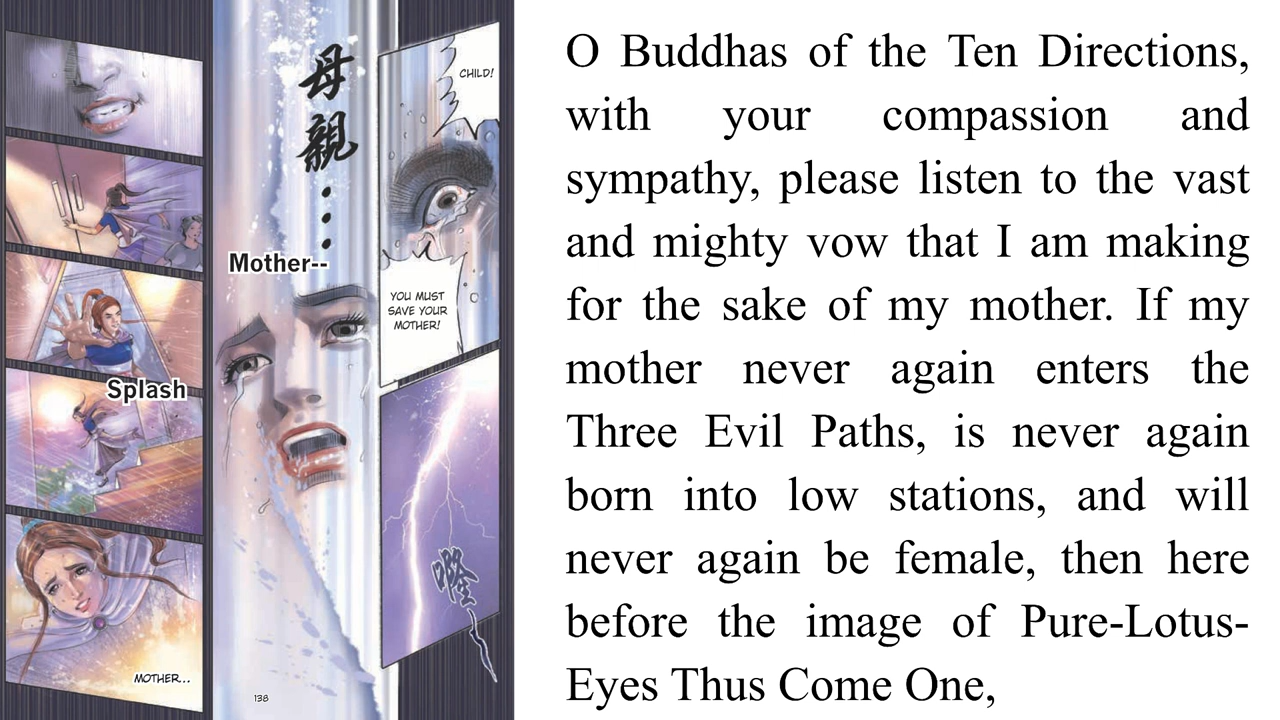 CHILD!
YOU MUST
SAVE YOUR
MOTHER!
嚨
母親...
Mother--
Splash
MOTHER...
138
O Buddhas of the Ten Directions,
with your compassion and
sympathy, please listen to the vast
and mighty vow that I am making
for the sake of my mother. If my
mother never again enters the
Three Evil Paths, is never again
born into low stations, and will
never again be female, then here
before the image of Pure-Lotus-
Eyes Thus Come One,